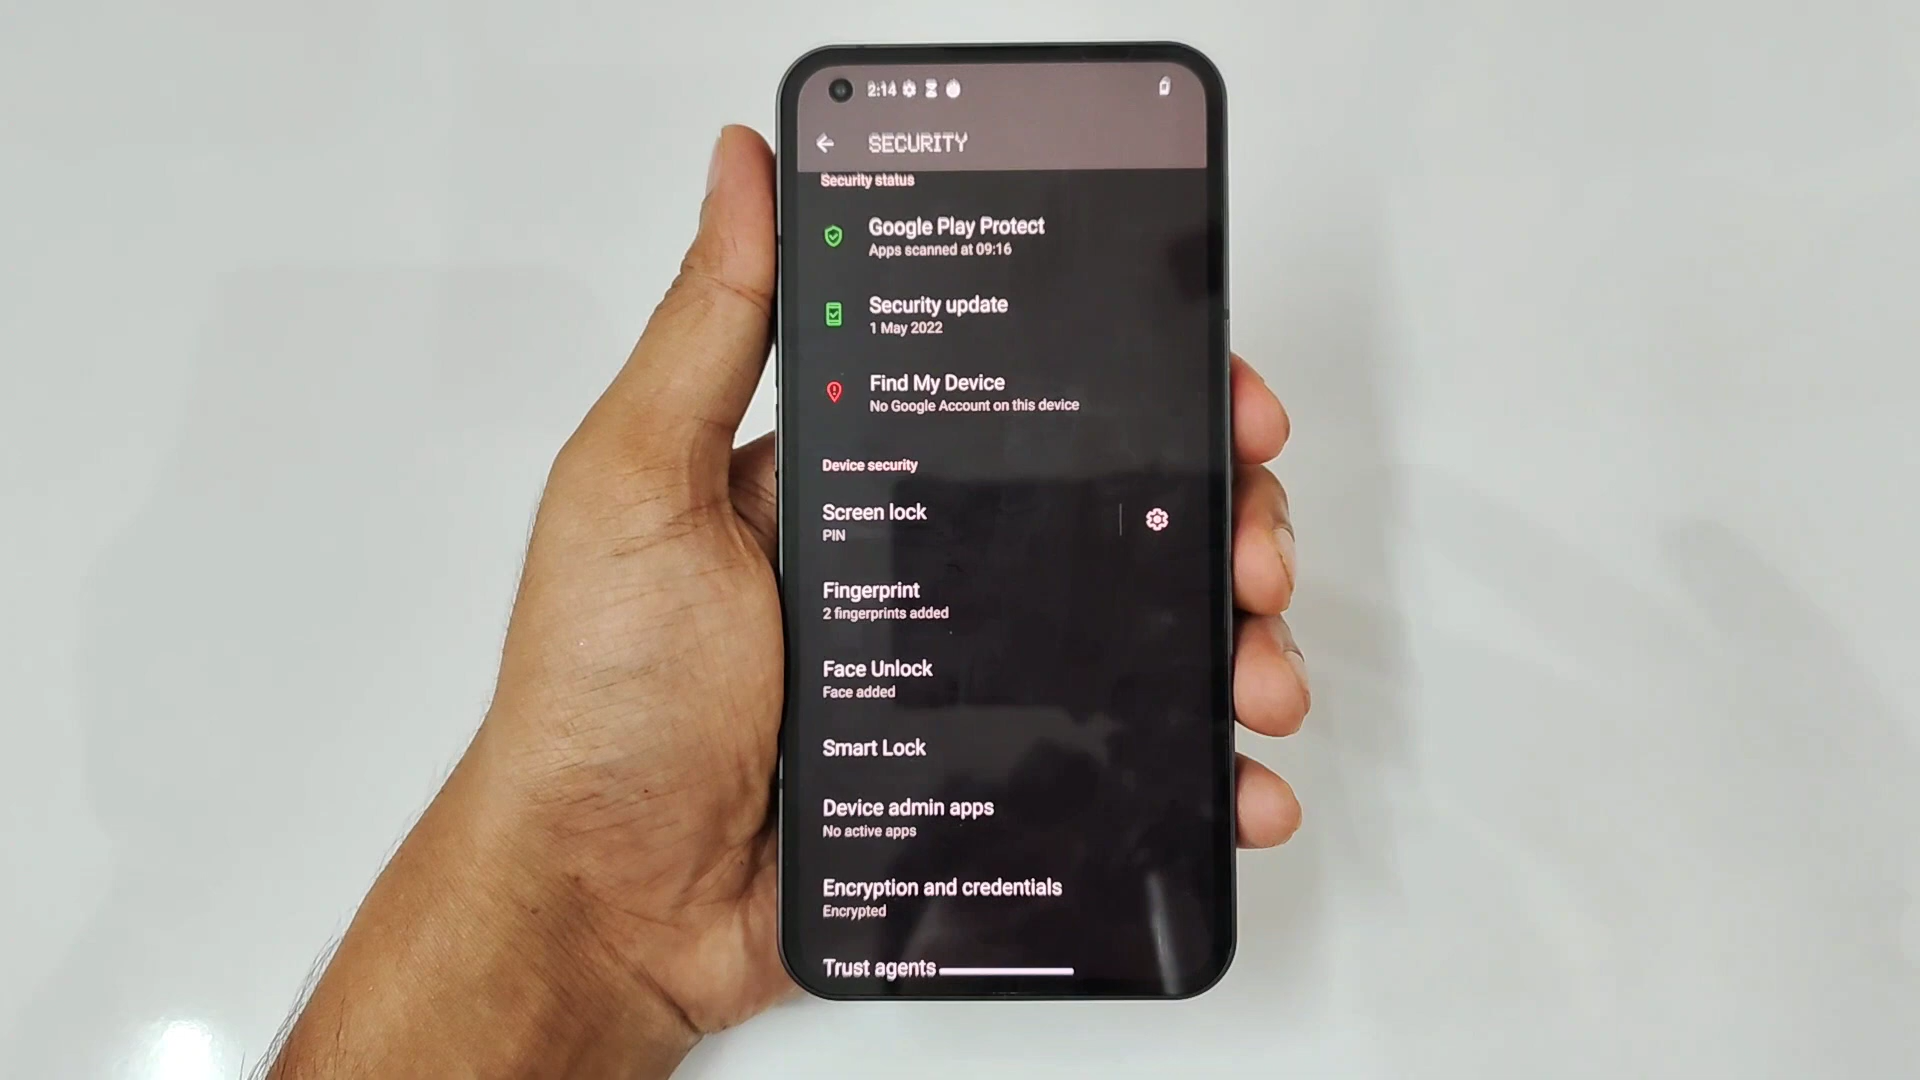 2:14
SECURITY
Security status
Google Play Protect
Apps scanned at 09:16
Security update
1 May 2022
Find My Device
No Google Account on this device
Device security
Screen lock
PIN
Fingerprint
2 fingerprints added
Face Unlock
Face added
Smart Lock
Device admin apps
No active apps
Encryption and credentials
Encrypted
Trust agents